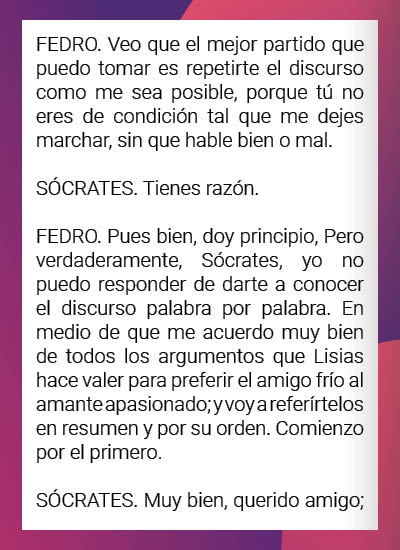 FEDRO. Veo que el mejor partido que
puedo tomar es repetirte el discurso
como me sea posible, porque tú no
eres de condición tal que me dejes
marchar, sin que hable bien o mal.
SÓCRATES. Tienes razón.
FEDRO. Pues bien, doy principio, Pero
verdaderamente, Sócrates, yo no
puedo responder de darte a conocer
el discurso palabra por palabra. En
medio de que me acuerdo muy bien
de todos los argumentos que Lisias
hace valer para preferir el amigo frío al
amante apasionado; y voy a referírtelos
en resumen y por su orden. Comienzo
por el primero.
SÓCRATES. Muy bien, querido amigo;